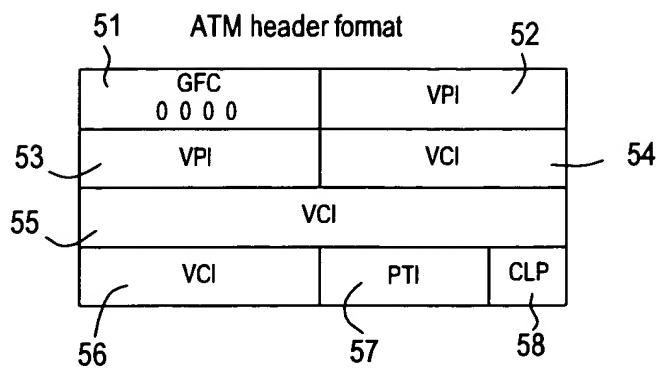 51 ATM header format 52
GFC VPI
0 0 0 0
53 VPI VCI 54
55 VCI
VCI PTI CLP
56 57 58